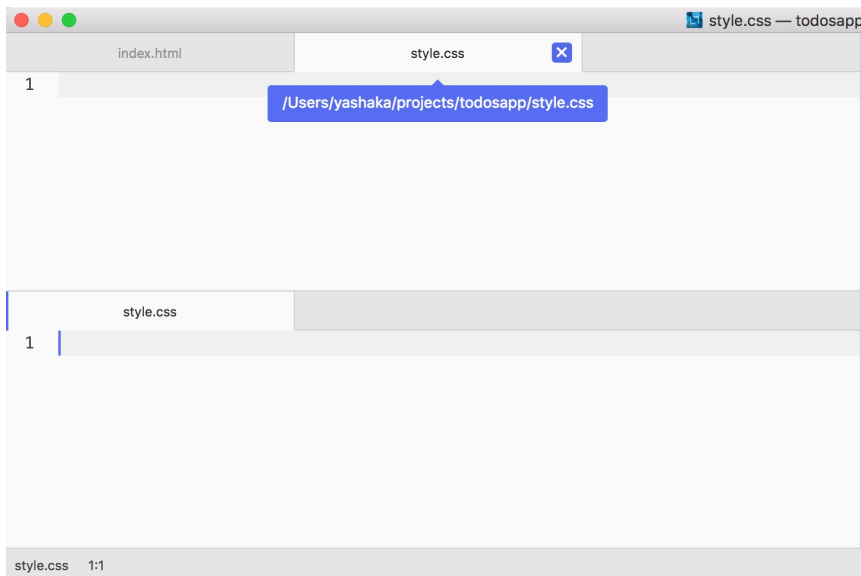 style.css — todosapp
index.html style.css
1
/Users/yashaka/projects/todosapp/style.css
style.css
1
style.css 1:1